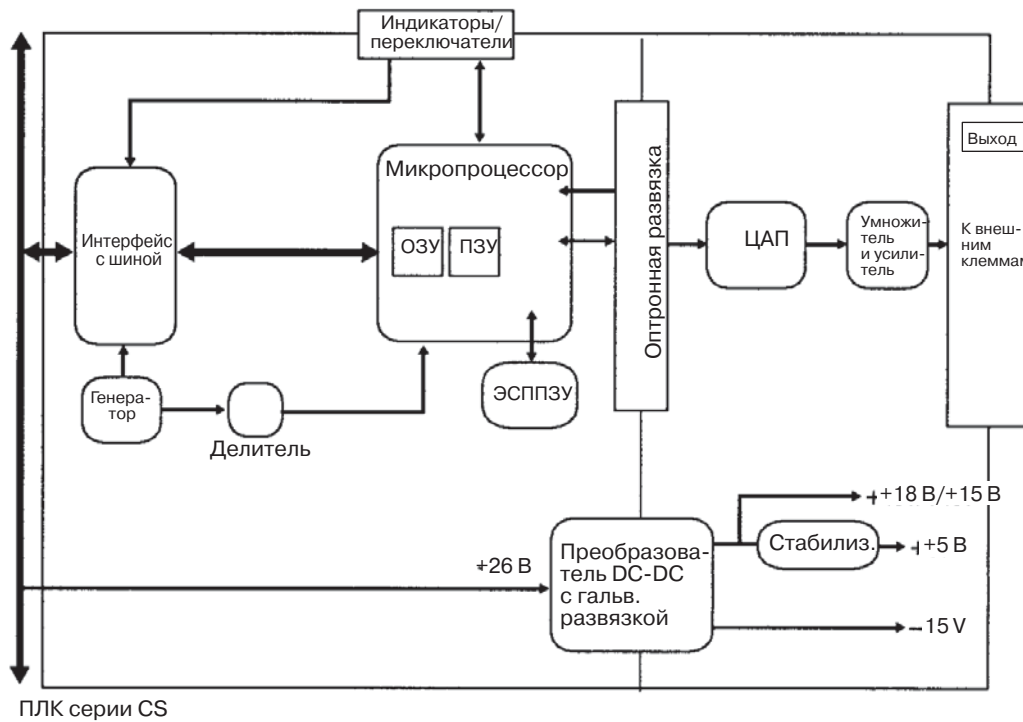 Индикаторы/
переключатели
Выход
Микропроцессор
ОЗУ
ПЗУ
Интерфейс
с шиной
Оптронная развязка
ЦАП
Умножи-
тель
и усили-
тель
К внеш-
ним
клеммам
Генера-
тор
Делитель
ЭСППЗУ
+18 В/+15 В
Стабилиз.
+5 В
+26 В
Преобразова-
тель DC-DC
с гальв.
развязкой
–15 V
ПЛК серии CS